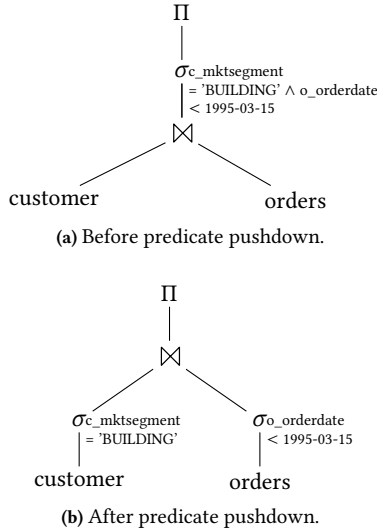 Π
σc_mktsegment
= 'BUILDING' ∧ o_orderdate
< 1995-03-15
⋈
customer orders
(a) Before predicate pushdown.
Π
⋈
σc_mktsegment σo_orderdate
= 'BUILDING' < 1995-03-15
customer orders
(b) After predicate pushdown.